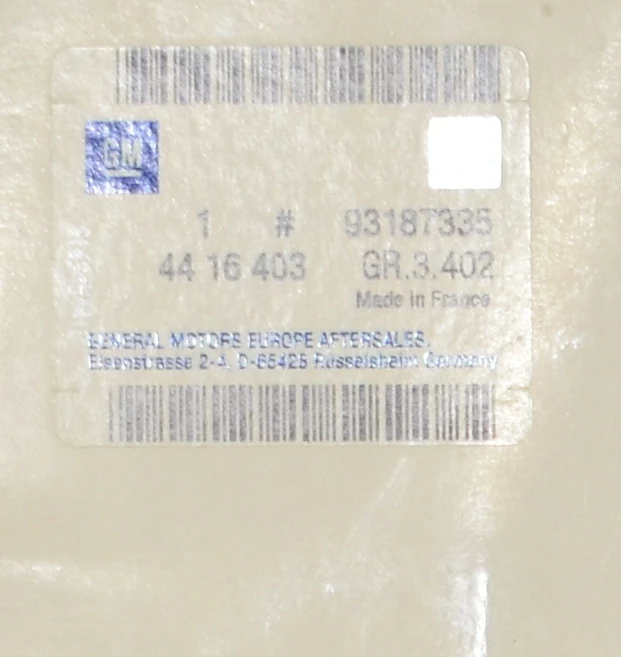 GM
1 # 93187335
44 16 403 GR.3.402
Made in France
GENERAL MOTORS EUROPE AFTERSALES,
Eisenstrasse 2-4, D-65425 Rüsselsheim Germany